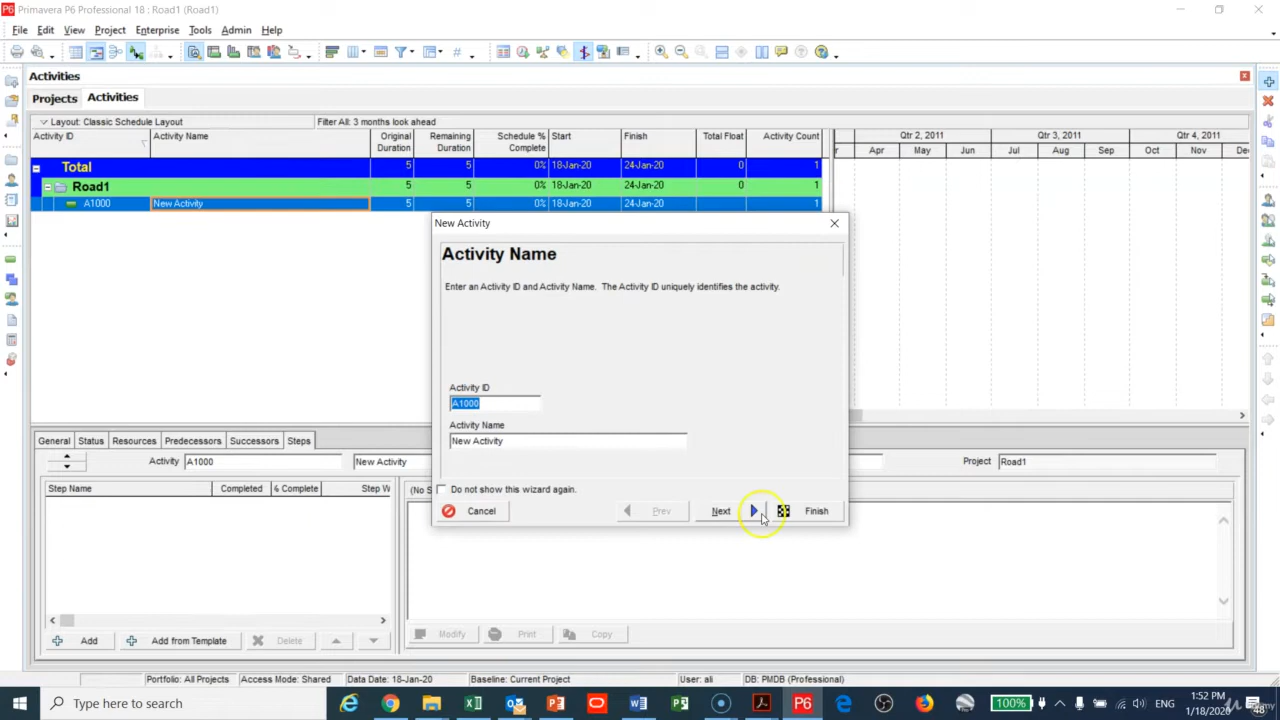 P6 Primavera P6 Professional 18 : Road1 (Road1)
File Edit View Project Enterprise Tools Admin Help
Activities
Projects Activities
Layout: Classic Schedule Layout Filter All: 3 months look ahead
Activity ID Activity Name Original Duration Remaining Duration Schedule % Complete Start Finish Total Float Activity Count
r Qtr 2, 2011 Qtr 3, 2011 Qtr 4, 2011
Apr May Jun Jul Aug Sep Oct Nov De
Total 5 5 0% 18-Jan-20 24-Jan-20 0 1
Road1 5 5 0% 18-Jan-20 24-Jan-20 0 1
A1000 New Activity 5 5 0% 18-Jan-20 24-Jan-20 1
New Activity
Activity Name
Enter an Activity ID and Activity Name. The Activity ID uniquely identifies the activity.
Activity ID
A1000
Activity Name
New Activity
Do not show this wizard again.
Cancel Prev Next Finish
General Status Resources Predecessors Successors Steps
Activity A1000 New Activity Project Road1
Step Name Completed % Complete Step W (No S
Add Add from Template Delete Modify Print Copy
Portfolio: All Projects Access Mode: Shared Data Date: 18-Jan-20 Baseline: Current Project User: ali DB: PMDB (Professional)
Type here to search P6 100% 1:52 PM
1/18/2020 48